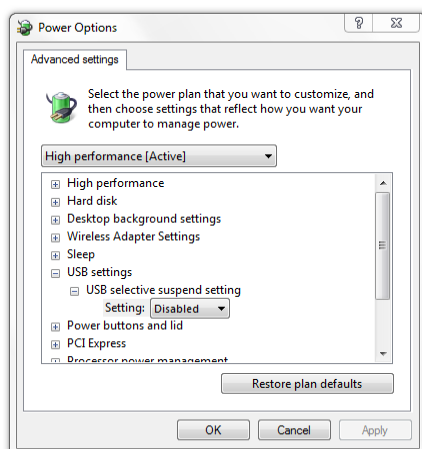 Power Options
Advanced settings
Select the power plan that you want to customize, and
then choose settings that reflect how you want your
computer to manage power.
High performance [Active]
High performance
Hard disk
Desktop background settings
Wireless Adapter Settings
Sleep
USB settings
USB selective suspend setting
Setting: Disabled
Power buttons and lid
PCI Express
Processor power management
Restore plan defaults
OK Cancel Apply